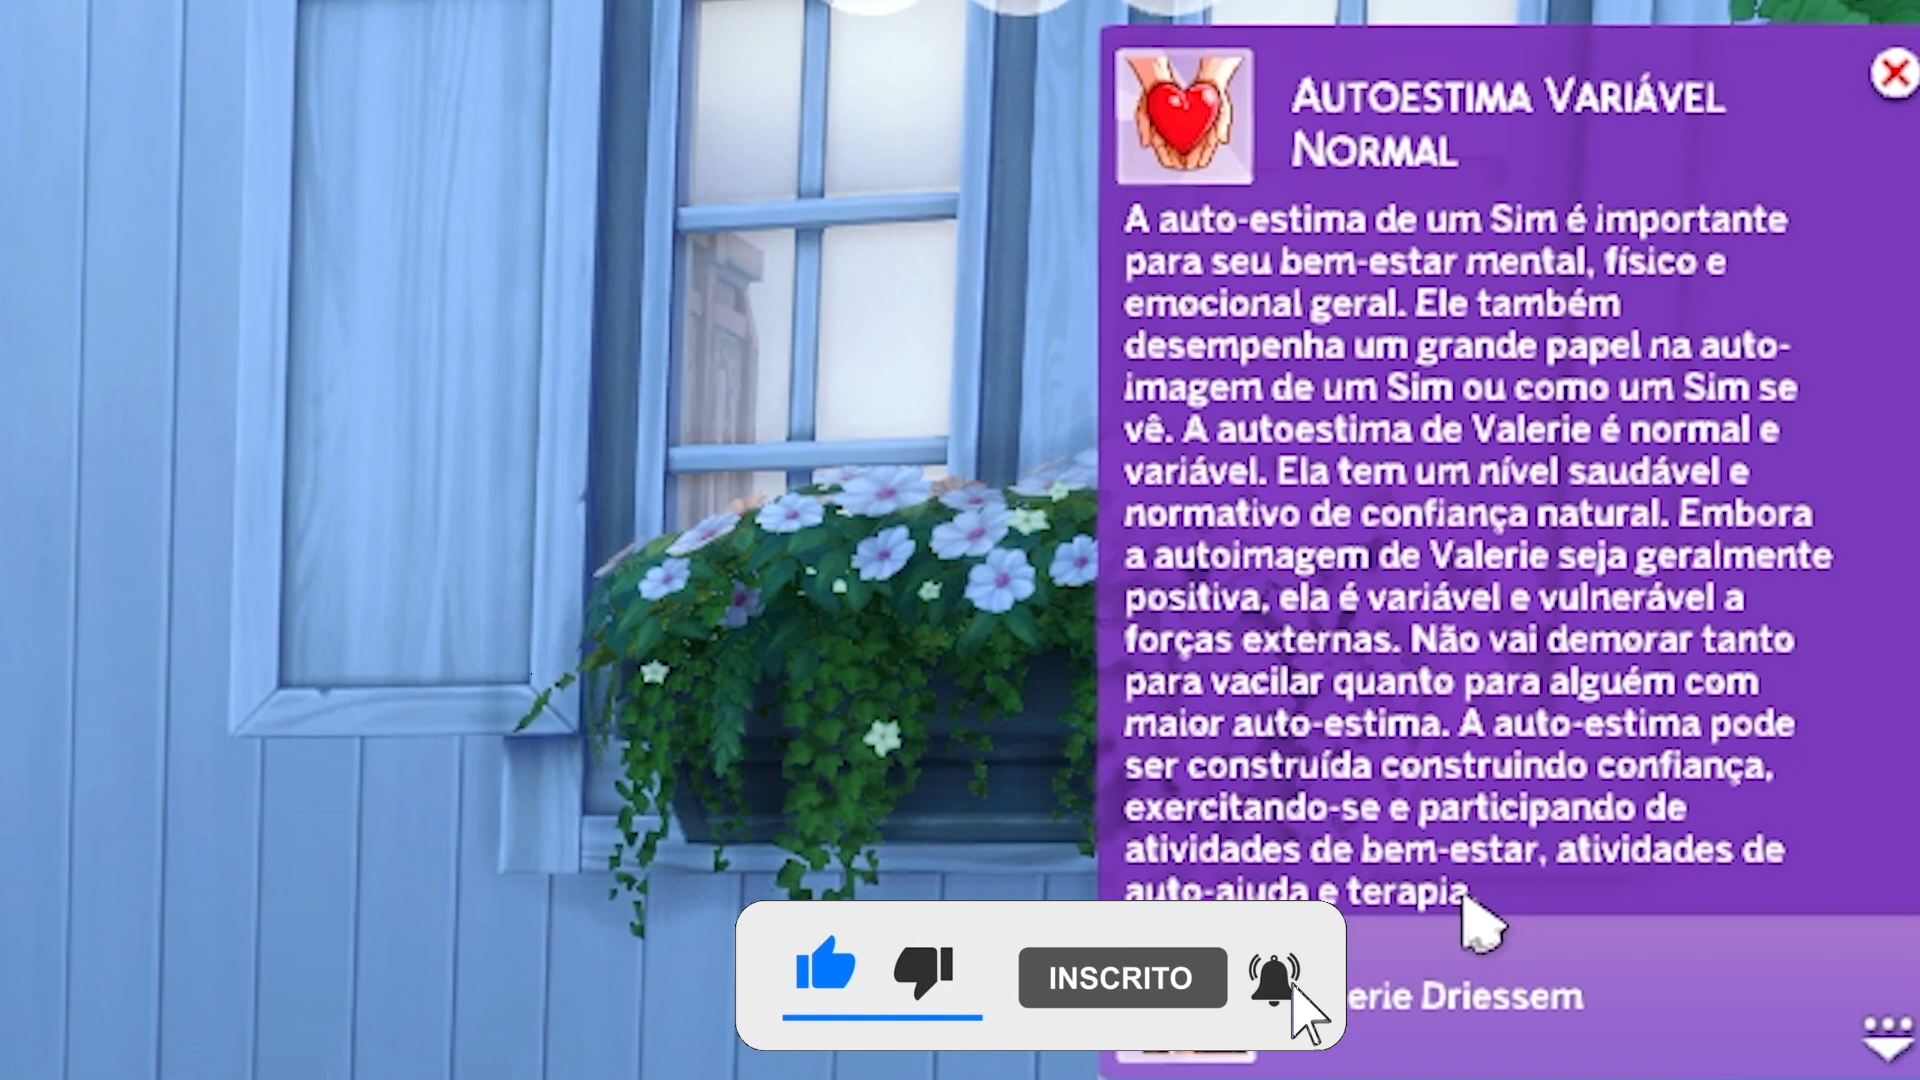 AUTOESTIMA VARIÁVEL
NORMAL
A auto-estima de um Sim é importante
para seu bem-estar mental, físico e
emocional geral. Ele também
desempenha um grande papel na auto-
imagem de um Sim ou como um Sim se
vê. A autoestima de Valerie é normal e
variável. Ela tem um nível saudável e
normativo de confiança natural. Embora
a autoimagem de Valerie seja geralmente
positiva, ela é variável e vulnerável a
forças externas. Não vai demorar tanto
para vacilar quanto para alguém com
maior auto-estima. A auto-estima pode
ser construída construindo confiança,
exercitando-se e participando de
atividades de bem-estar, atividades de
auto-ajuda e terapia.
erie Driessem
INSCRITO